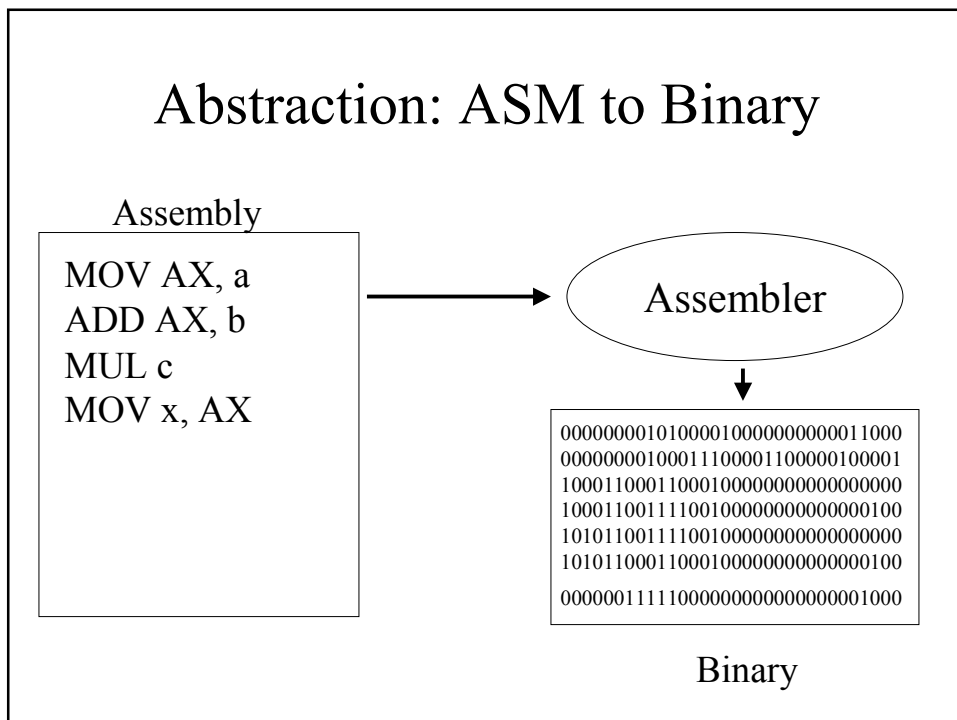 Abstraction: ASM to Binary
Assembly
MOV AX, a
ADD AX, b
MUL c
MOV x, AX
Assembler
00000000101000010000000000011000
00000000100011100001100000100001
10001100011000100000000000000000
10001100111100100000000000000100
10101100111100100000000000000000
10101100011000100000000000000100
00000011111000000000000000001000
Binary